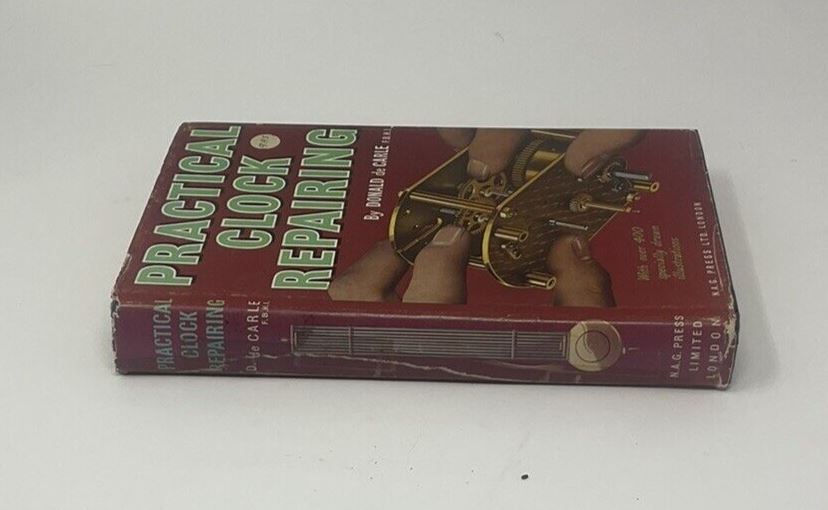 PRACTICAL
CLOCK
REPAIRING
By DONALD de CARLE F.B.H.I.
With over 400
specially drawn
illustrations
N.A.G. PRESS LTD. LONDON
PRACTICAL
CLOCK
REPAIRING
D. de CARLE
F.B.H.I.
N.A.G. PRESS
LIMITED
LONDON